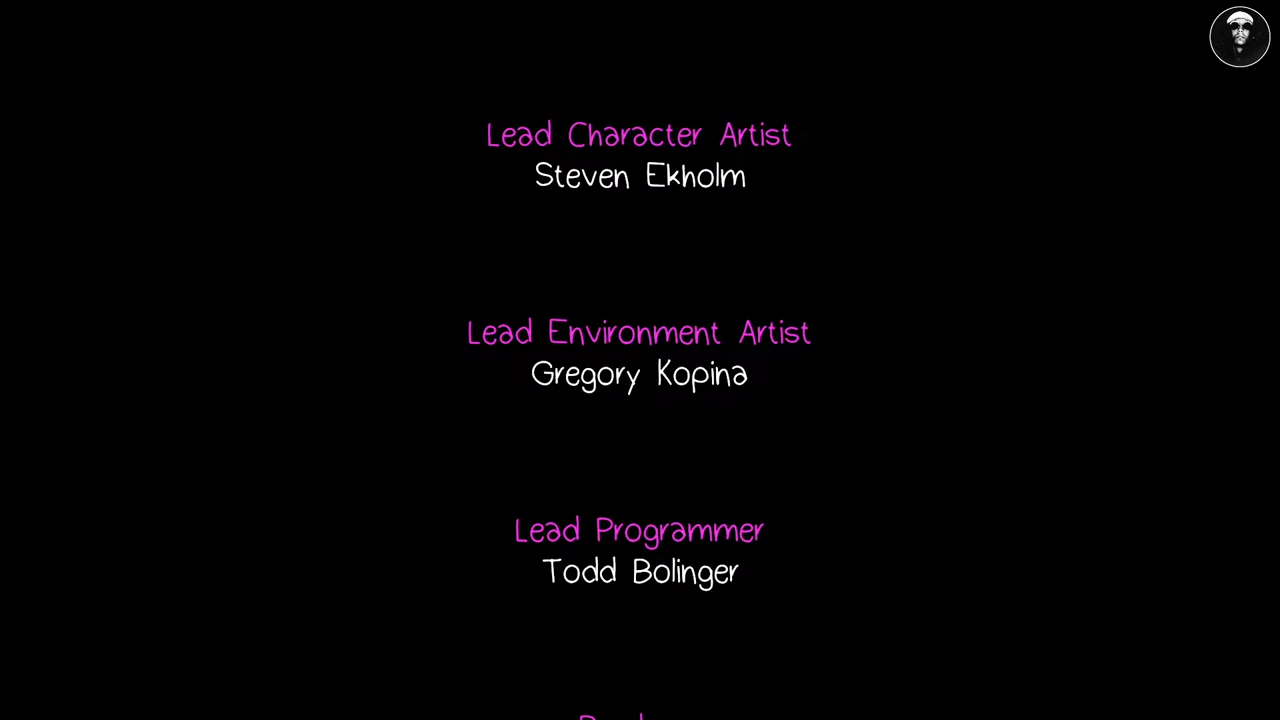 Lead Character Artist
Steven Ekholm
Lead Environment Artist
Gregory Kopina
Lead Programmer
Todd Bolinger